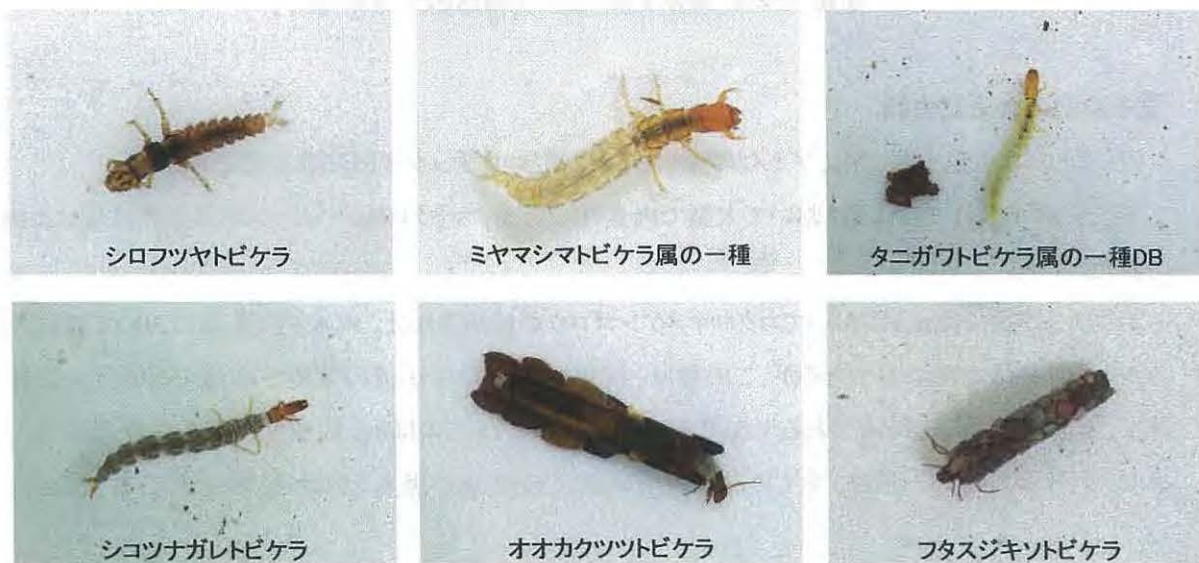 シロフツヤトビケラ
ミヤマシマトビケラ属の一種
タニガワトビケラ属の一種DB
シコツナガレトビケラ
オオカクツツトビケラ
フタスジキソトビケラ